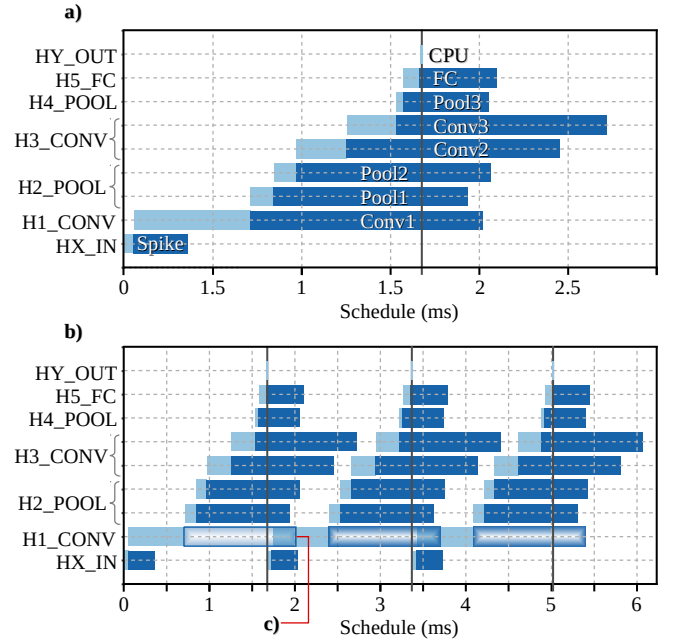 a)
HY_OUT
CPU
H5_FC
FC
H4_POOL
Pool3
H3_CONV
Conv3
Conv2
H2_POOL
Pool2
Pool1
H1_CONV
Conv1
HX_IN
Spike
0 1.5 1 1.5 2 2.5
Schedule (ms)
b)
HY_OUT
H5_FC
H4_POOL
H3_CONV
H2_POOL
H1_CONV
HX_IN
0 1 2 3 4 5 6
c)
Schedule (ms)